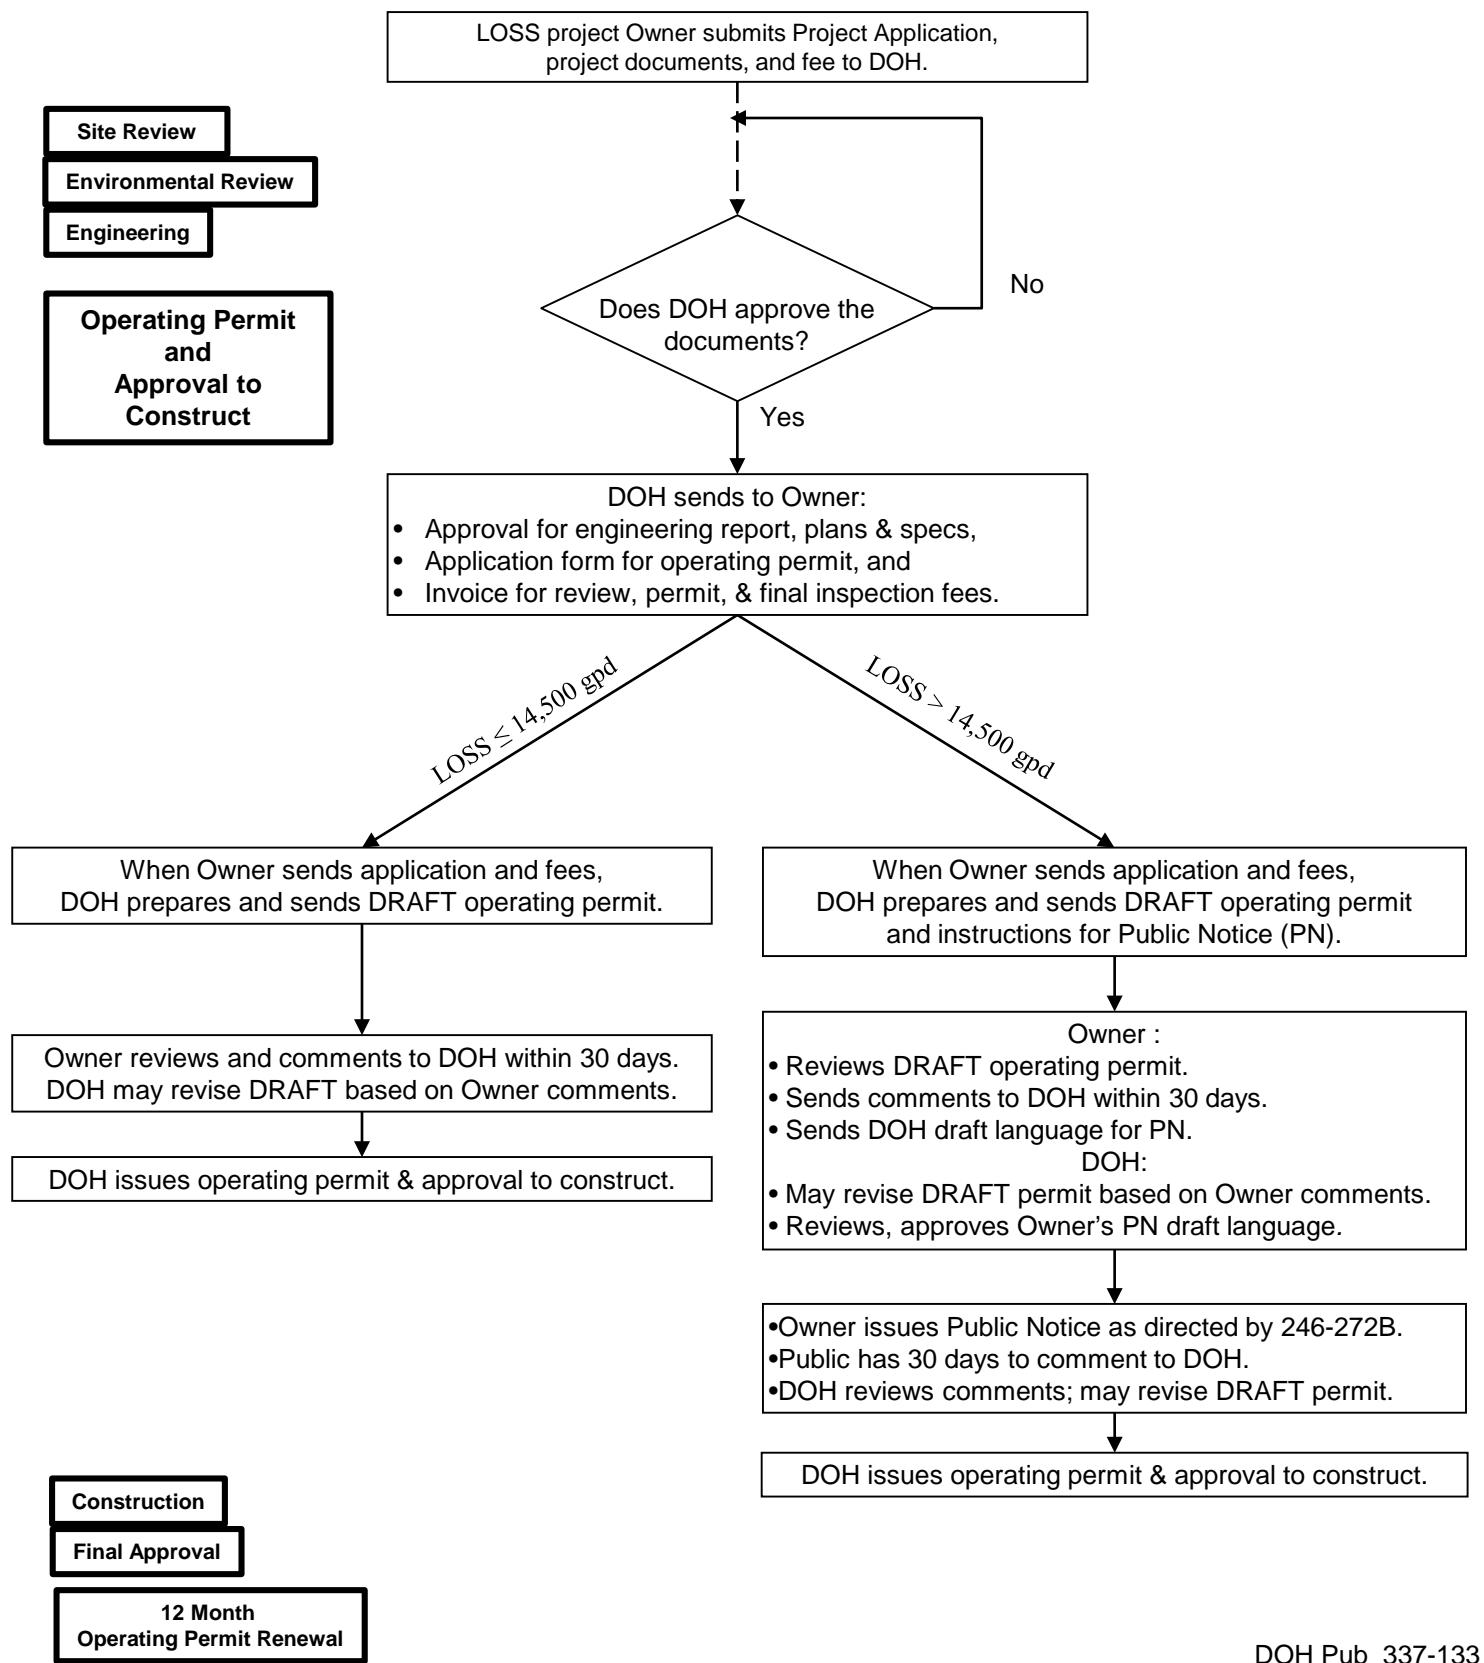 LOSS project Owner submits Project Application,
project documents, and fee to DOH.
Site Review
Environmental Review
Engineering
Operating Permit
and
Approval to
Construct
No
Does DOH approve the
documents?
Yes
DOH sends to Owner:
• Approval for engineering report, plans & specs,
• Application form for operating permit, and
• Invoice for review, permit, & final inspection fees.
LOSS ≤ 14,500 gpd
LOSS > 14,500 gpd
When Owner sends application and fees,
DOH prepares and sends DRAFT operating permit.
Owner reviews and comments to DOH within 30 days.
DOH may revise DRAFT based on Owner comments.
DOH issues operating permit & approval to construct.
When Owner sends application and fees,
DOH prepares and sends DRAFT operating permit
and instructions for Public Notice (PN).
Owner :
• Reviews DRAFT operating permit.
• Sends comments to DOH within 30 days.
• Sends DOH draft language for PN.
DOH:
• May revise DRAFT permit based on Owner comments.
• Reviews, approves Owner’s PN draft language.
•Owner issues Public Notice as directed by 246-272B.
•Public has 30 days to comment to DOH.
•DOH reviews comments; may revise DRAFT permit.
DOH issues operating permit & approval to construct.
Construction
Final Approval
12 Month
Operating Permit Renewal
DOH Pub 337-133